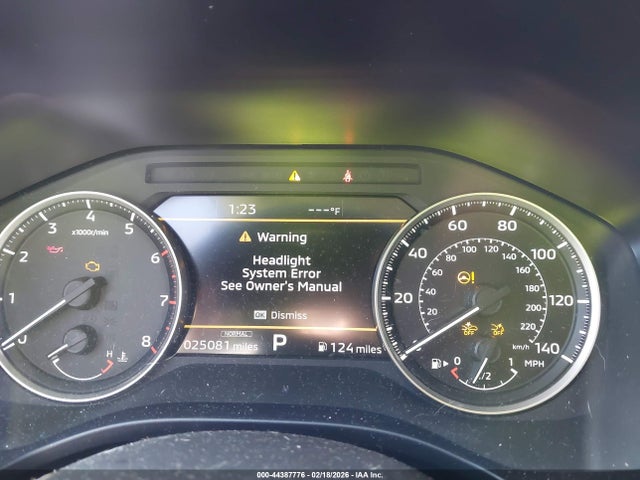 1:23
---°F
Warning
Headlight
System Error
See Owner's Manual
OK Dismiss
NORMAL
025081 miles
P
124 miles
x1000r/min
0 1 2 3 4 5 6 7 8
H
0 20 40 60 80 100 120 140
MPH
20 40 60 80 100 120 140 160 180 200 220
km/h
OFF
OFF
0 1/2 1
000-44387776 | 02/18/2026 - IAA Inc.